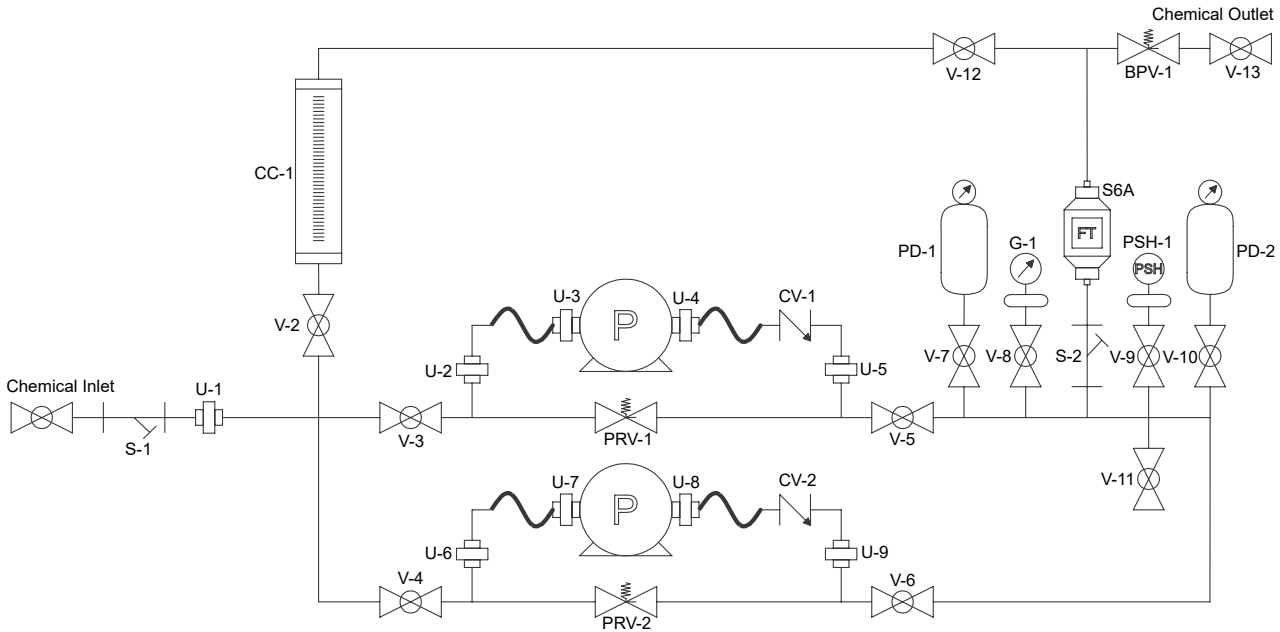 Chemical Outlet
V-12
BPV-1
V-13
CC-1
S6A
FT
PD-1
G-1
PSH-1
PSH
PD-2
V-2
U-3
P
U-4
CV-1
U-2
U-5
V-7
V-8
S-2
V-9
V-10
Chemical Inlet
U-1
S-1
V-3
PRV-1
V-5
U-7
P
U-8
CV-2
V-11
U-6
U-9
V-4
PRV-2
V-6